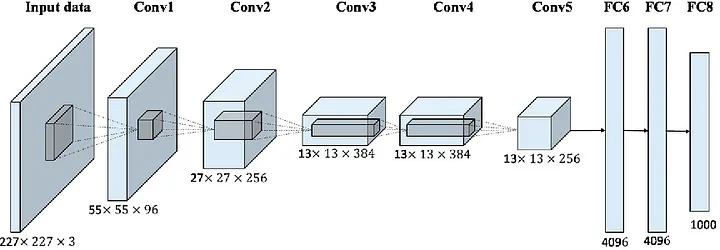 Input data Conv1 Conv2 Conv3 Conv4 Conv5 FC6 FC7 FC8
13× 13 × 384 13× 13 × 384 13× 13 × 256
27× 27 × 256
55× 55 × 96
1000
227× 227 × 3 4096 4096